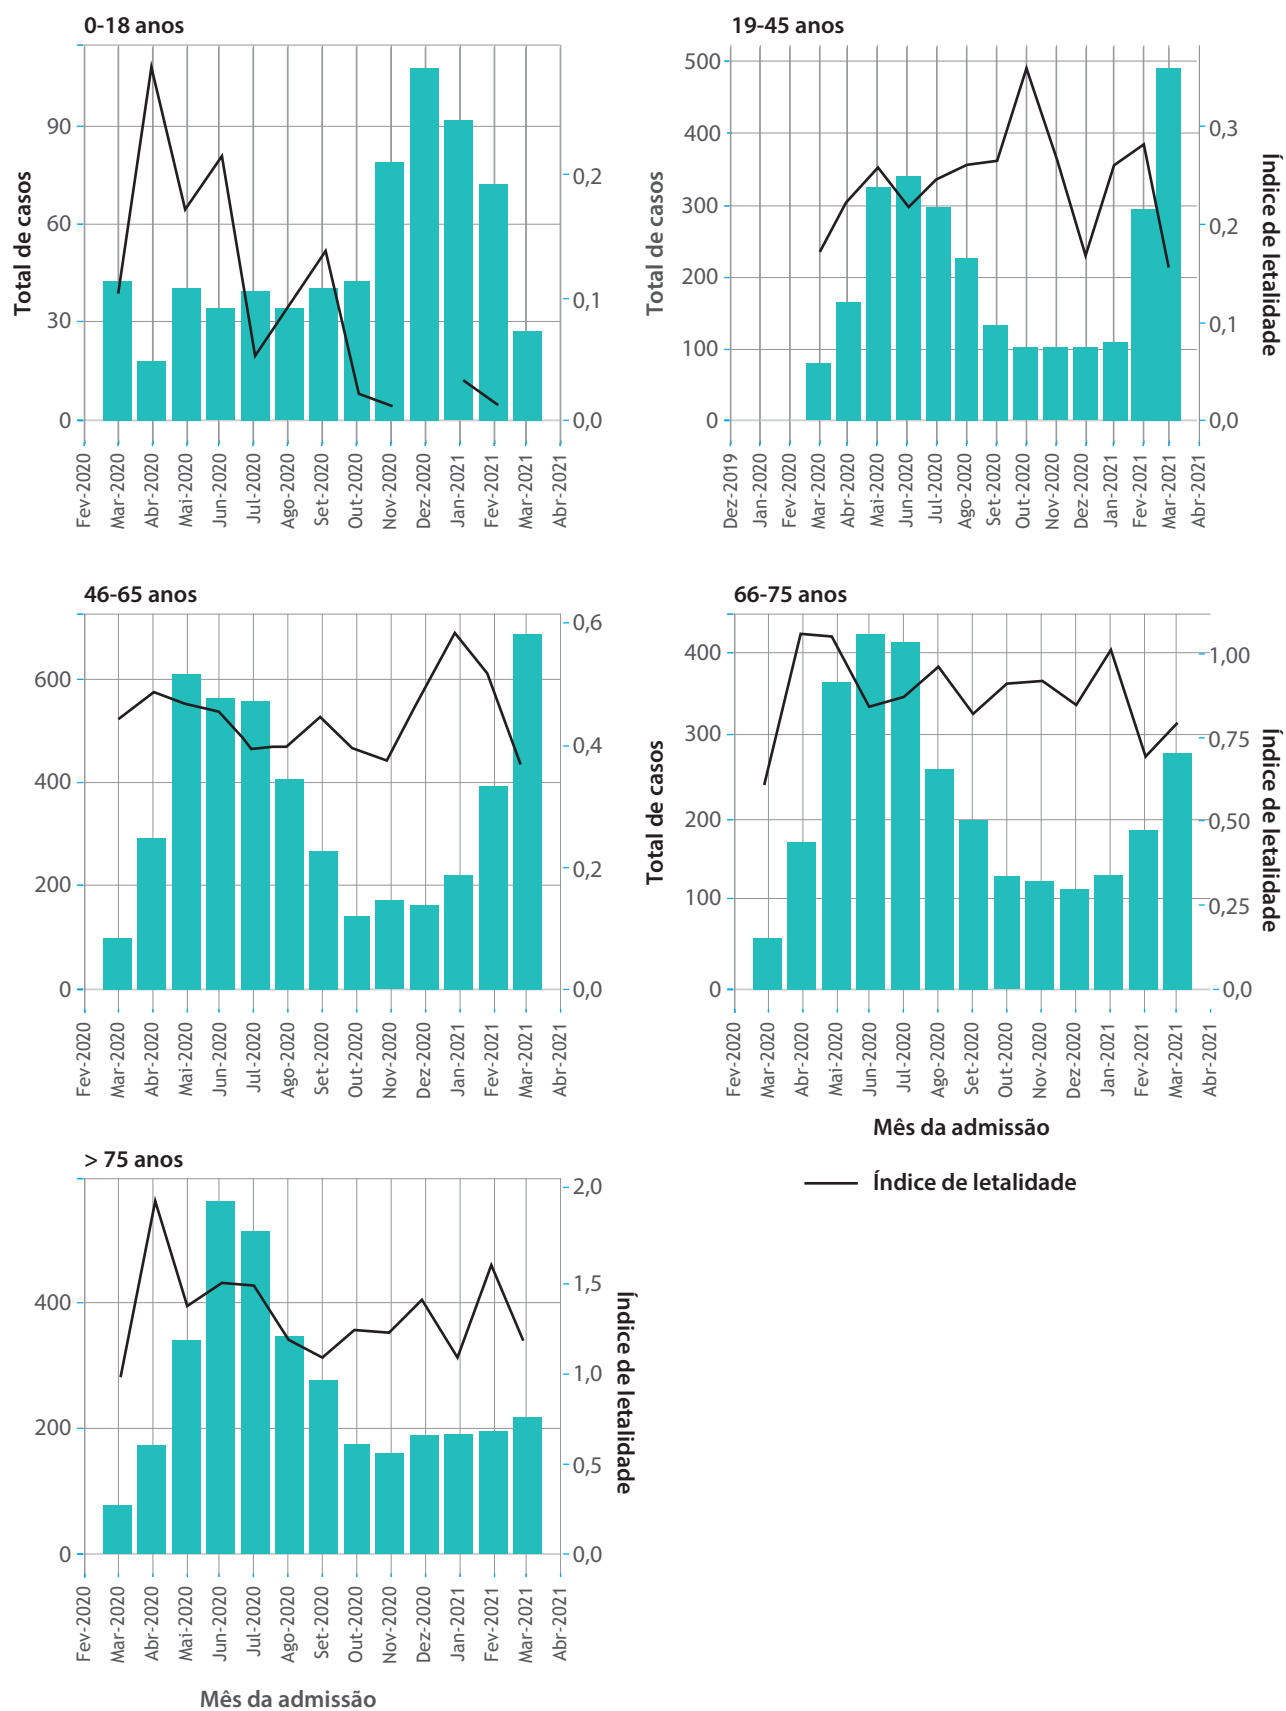 0-18 anos
Total de casos
90
60
30
0
0,2
0,1
0,0
Fev-2020
Mar-2020
Abr-2020
Mai-2020
Jun-2020
Jul-2020
Ago-2020
Set-2020
Out-2020
Nov-2020
Dez-2020
Jan-2021
Fev-2021
Mar-2021
Abr-2021
19-45 anos
Total de casos
500
400
300
200
100
0
0,3
0,2
0,1
0,0
Índice de letalidade
Dez-2019
Jan-2020
Fev-2020
Mar-2020
Abr-2020
Mai-2020
Jun-2020
Jul-2020
Ago-2020
Set-2020
Out-2020
Nov-2020
Dez-2020
Jan-2021
Fev-2021
Mar-2021
Abr-2021
46-65 anos
600
400
200
0
0,6
0,4
0,2
0,0
Fev-2020
Mar-2020
Abr-2020
Mai-2020
Jun-2020
Jul-2020
Ago-2020
Set-2020
Out-2020
Nov-2020
Dez-2020
Jan-2021
Fev-2021
Mar-2021
Abr-2021
66-75 anos
Total de casos
400
300
200
100
0
1,00
0,75
0,50
0,25
0,0
Índice de letalidade
Fev-2020
Mar-2020
Abr-2020
Mai-2020
Jun-2020
Jul-2020
Ago-2020
Set-2020
Out-2020
Nov-2020
Dez-2020
Jan-2021
Fev-2021
Mar-2021
Abr-2021
Mês da admissão
Índice de letalidade
> 75 anos
400
200
0
2,0
1,5
1,0
0,5
0,0
Índice de letalidade
Fev-2020
Mar-2020
Abr-2020
Mai-2020
Jun-2020
Jul-2020
Ago-2020
Set-2020
Out-2020
Nov-2020
Dez-2020
Jan-2021
Fev-2021
Mar-2021
Abr-2021
Mês da admissão